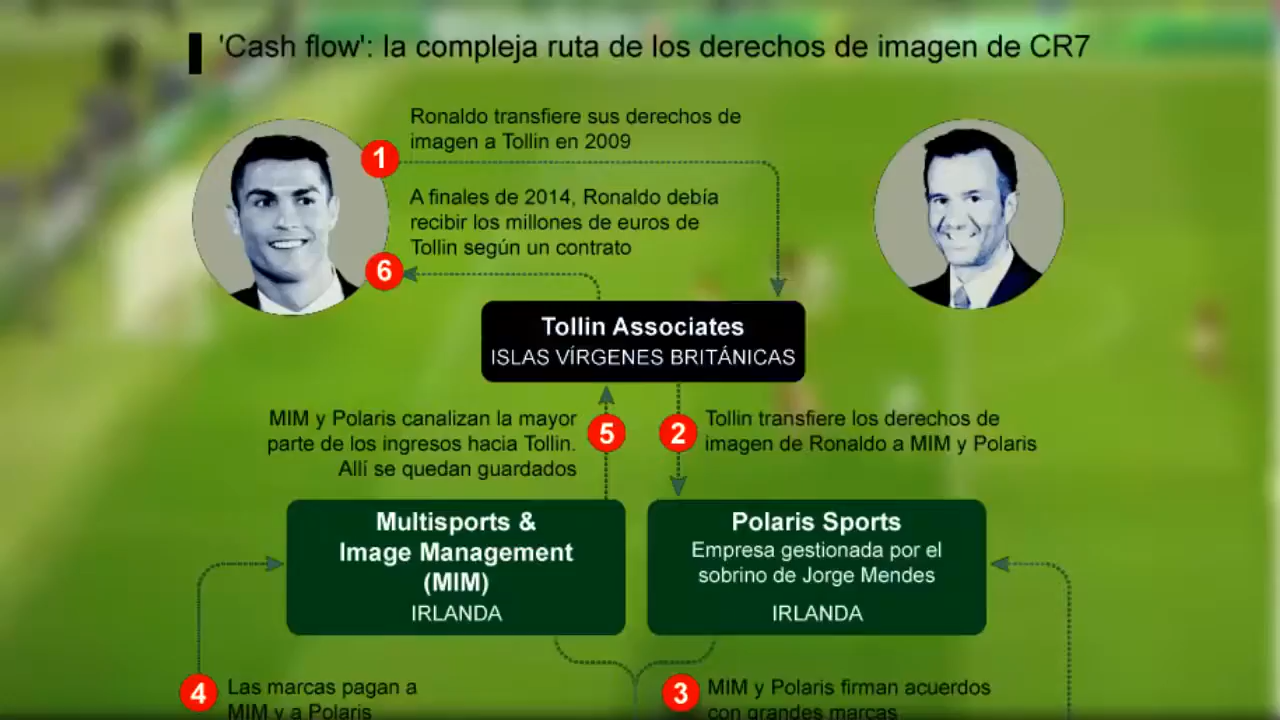 'Cash flow': la compleja ruta de los derechos de imagen de CR7
Ronaldo transfiere sus derechos de
imagen a Tollin en 2009
1
A finales de 2014, Ronaldo debía
recibir los millones de euros de
Tollin según un contrato
6
Tollin Associates
ISLAS VÍRGENES BRITÁNICAS
MIM y Polaris canalizan la mayor
parte de los ingresos hacia Tollin.
Allí se quedan guardados
5
2
Tollin transfiere los derechos de
imagen de Ronaldo a MIM y Polaris
Multisports &
Image Management
(MIM)
IRLANDA
Polaris Sports
Empresa gestionada por el
sobrino de Jorge Mendes
IRLANDA
4
Las marcas pagan a
MIM y a Polaris
3
MIM y Polaris firman acuerdos
con grandes marcas